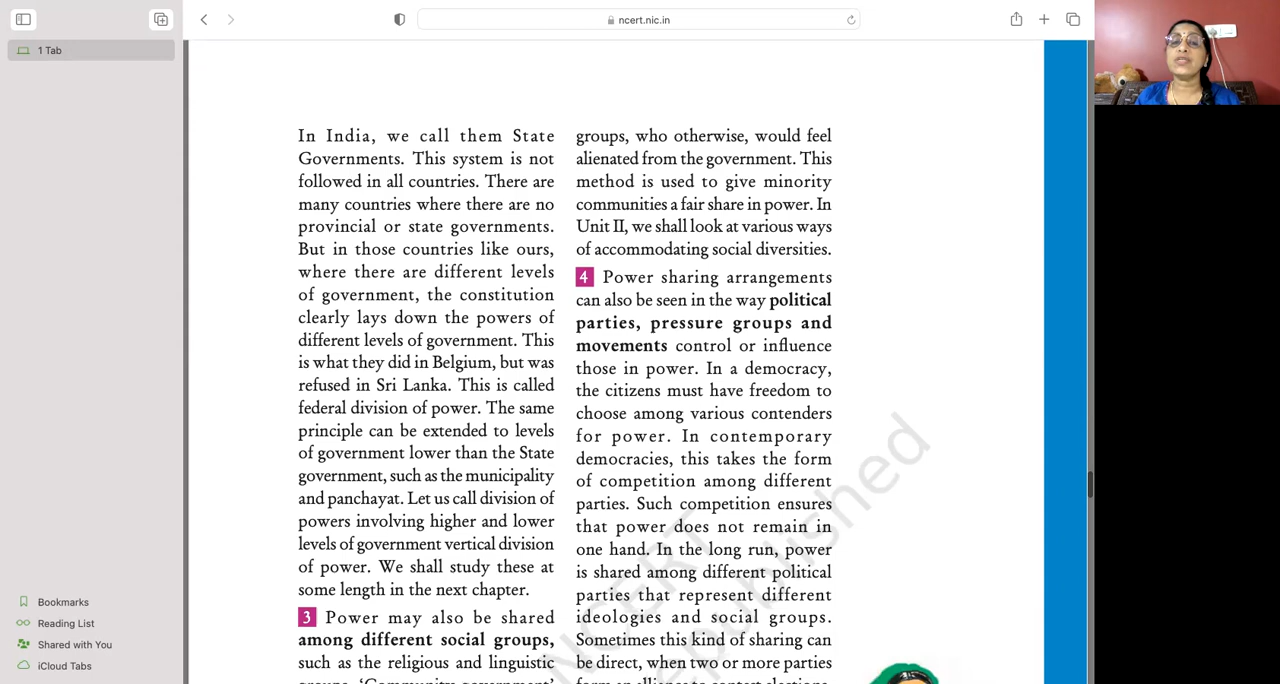 1 Tab
ncert.nic.in
In India, we call them State
Governments. This system is not
followed in all countries. There are
many countries where there are no
provincial or state governments.
But in those countries like ours,
where there are different levels
of government, the constitution
clearly lays down the powers of
different levels of government. This
is what they did in Belgium, but was
refused in Sri Lanka. This is called
federal division of power. The same
principle can be extended to levels
of government lower than the State
government, such as the municipality
and panchayat. Let us call division of
powers involving higher and lower
levels of government vertical division
of power. We shall study these at
some length in the next chapter.
3 Power may also be shared
among different social groups,
such as the religious and linguistic
groups. ‘Community government’
groups, who otherwise, would feel
alienated from the government. This
method is used to give minority
communities a fair share in power. In
Unit II, we shall look at various ways
of accommodating social diversities.
4 Power sharing arrangements
can also be seen in the way political
parties, pressure groups and
movements control or influence
those in power. In a democracy,
the citizens must have freedom to
choose among various contenders
for power. In contemporary
democracies, this takes the form
of competition among different
parties. Such competition ensures
that power does not remain in
one hand. In the long run, power
is shared among different political
parties that represent different
ideologies and social groups.
Sometimes this kind of sharing can
be direct, when two or more parties
form an alliance to contest elections.
NCERT
republished
Bookmarks
Reading List
Shared with You
iCloud Tabs